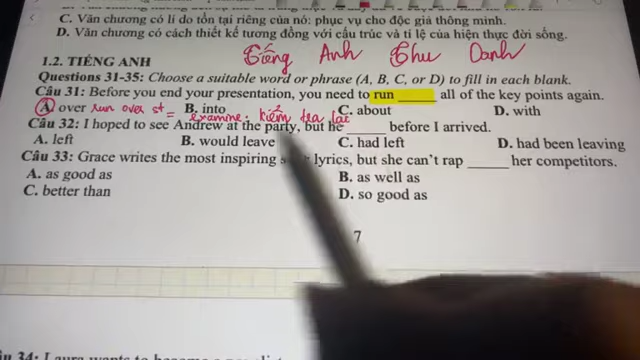 C. Văn chương có lí do tồn tại riêng của nó: phục vụ cho độc giả thông minh.
D. Văn chương có cách thiết kế tương đồng với cấu trúc và tỉ lệ của hiện thực đời sống.
Tiếng Anh Thu Oanh
1.2. TIẾNG ANH
Questions 31-35: Choose a suitable word or phrase (A, B, C, or D) to fill in each blank.
Câu 31: Before you end your presentation, you need to run ______ all of the key points again.
A. over run over st = B. into C. about D. with
examine: kiểm tra lại
Câu 32: I hoped to see Andrew at the party, but he ______ before I arrived.
A. left B. would leave C. had left D. had been leaving
Câu 33: Grace writes the most inspiring lyrics, but she can't rap ______ her competitors.
A. as good as B. as well as
C. better than D. so good as
7